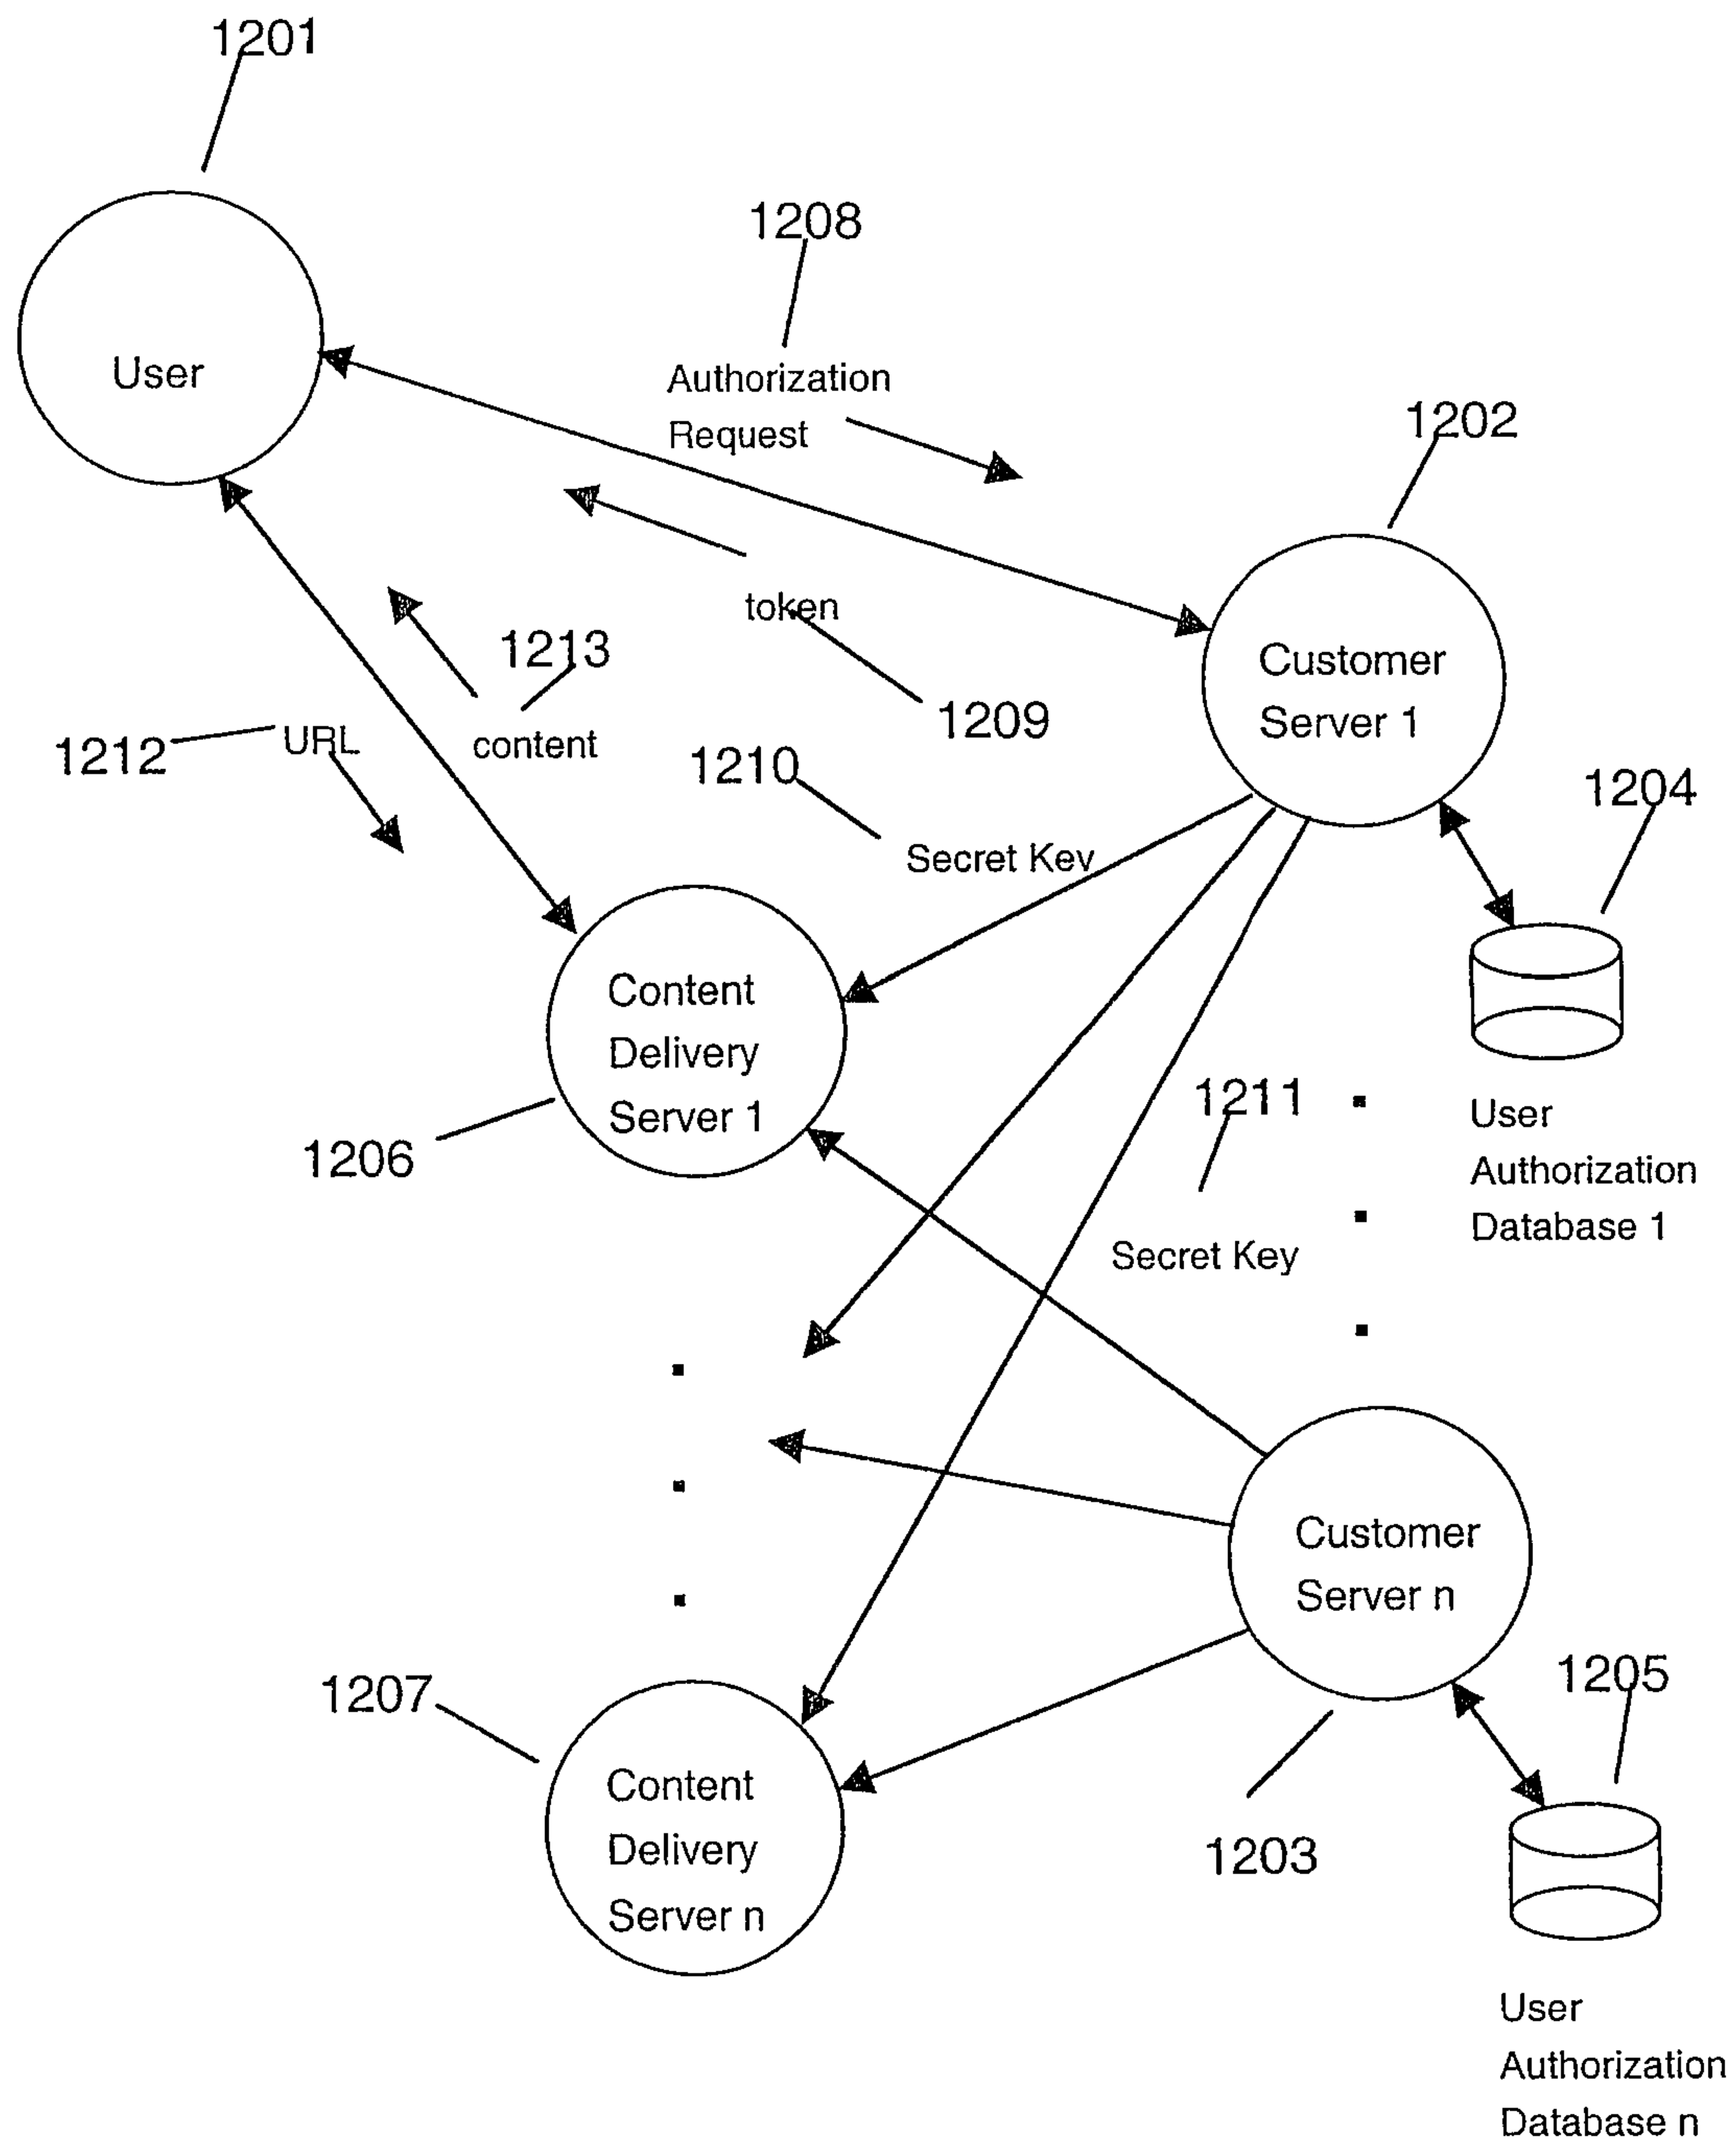 1201
1208
User
Authorization
Request
1202
token
1213
Customer
Server 1
1209
1212
URL
content
1210
1204
Secret Key
Content
Delivery
Server 1
1211
User
Authorization
Database 1
1206
Secret Key
Customer
Server n
1205
1207
Content
Delivery
Server n
1203
User
Authorization
Database n